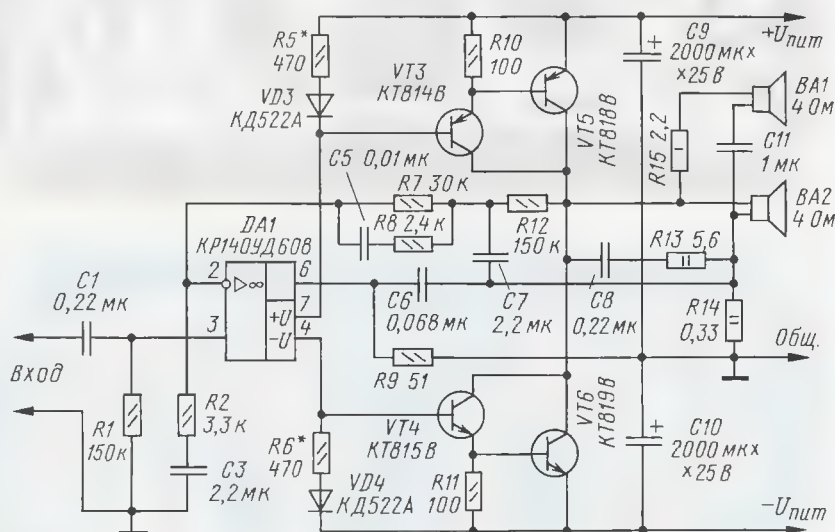 R5*
470
VD3
КД522А
VT3
КТ814В
R10
100
VT5
КТ818В
C9
2000 мк×
×25 В
+Uпит
BA1
4 Ом
R15 2,2
C11
1 мк
BA2
4 Ом
C5 0,01 мк
R7 30 к
R8 2,4 к
R12
150 к
DA1
КР140УД608
2
3
▷∞
+U
-U
6
7
4
C1
0,22 мк
C6
0,068 мк
C7
2,2 мк
C8
0,22 мк
R13 5,6
R14
0,33
Общ.
Вход
R9 51
R1
150 к
R2
3,3 к
C3
2,2 мк
R6*
470
VD4
КД522А
VT4
КТ815В
R11
100
VT6
КТ819В
C10
2000 мк×
×25 В
-Uпит